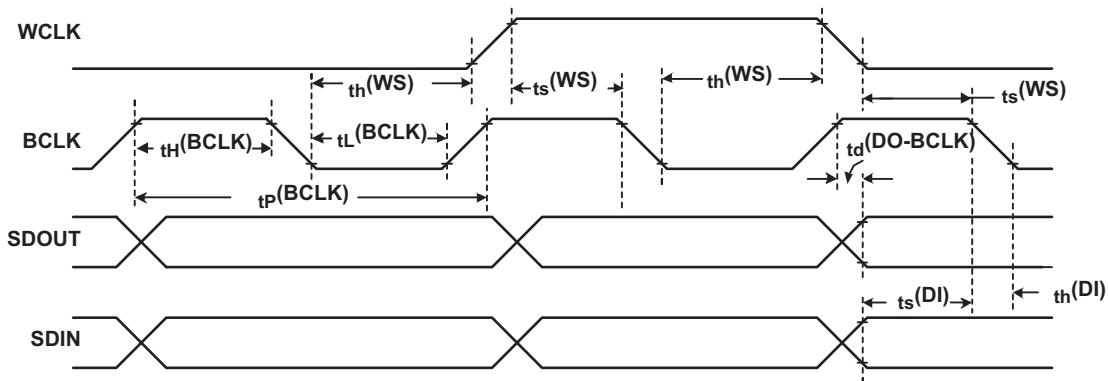 WCLK
th(WS)
ts(WS)
th(WS)
ts(WS)
BCLK
tH(BCLK)
tL(BCLK)
td(DO-BCLK)
tP(BCLK)
SDOUT
ts(DI)
th(DI)
SDIN